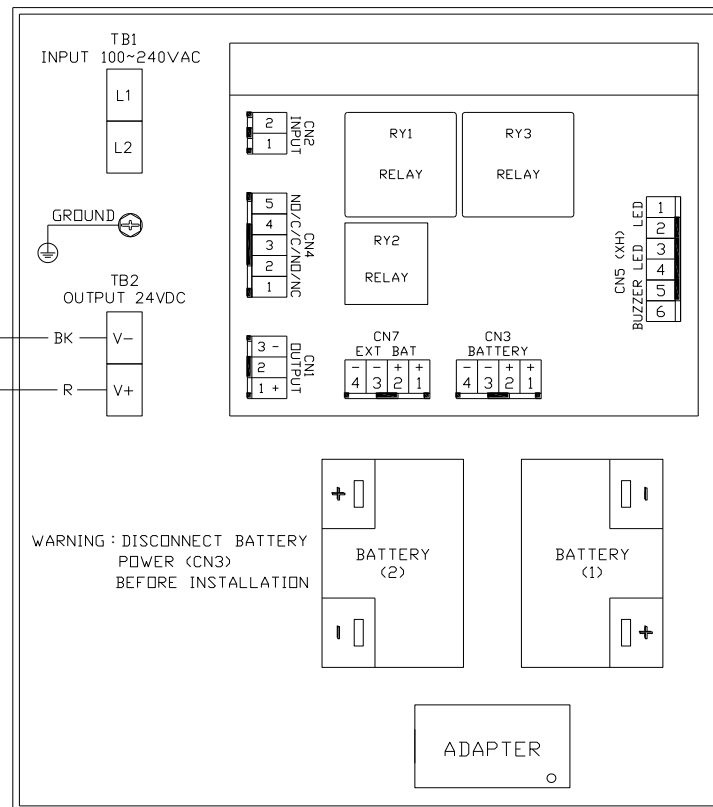 TB1
INPUT 100~240VAC
L1
L2
GROUND
TB2
OUTPUT 24VDC
BK
V-
R
V+
2
1
CN2
INPUT
5
4
3
2
1
CN4
NO/C/C/NO/NC
3 -
2
1 +
CN1
OUTPUT
RY1
RELAY
RY3
RELAY
RY2
RELAY
CN7
EXT BAT
- - + +
4 3 2 1
CN3
BATTERY
- - + +
4 3 2 1
CN5 (XH)
BUZZER LED LED
1
2
3
4
5
6
WARNING : DISCONNECT BATTERY
POWER (CN3)
BEFORE INSTALLATION
+
BATTERY
(2)
-
-
BATTERY
(1)
+
ADAPTER